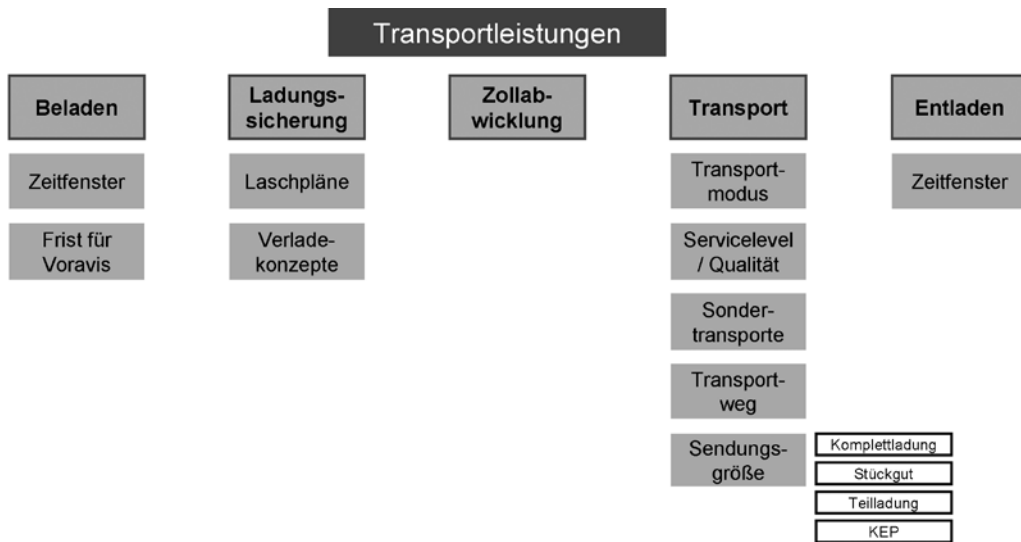 Transportleistungen
Beladen
Zeitfenster
Frist für
Voravis
Ladungs-
sicherung
Laschpläne
Verlade-
konzepte
Zollab-
wicklung
Transport
Transport-
modus
Servicelevel
/ Qualität
Sonder-
transporte
Transport-
weg
Sendungs-
größe
Komplettladung
Stückgut
Teilladung
KEP
Entladen
Zeitfenster